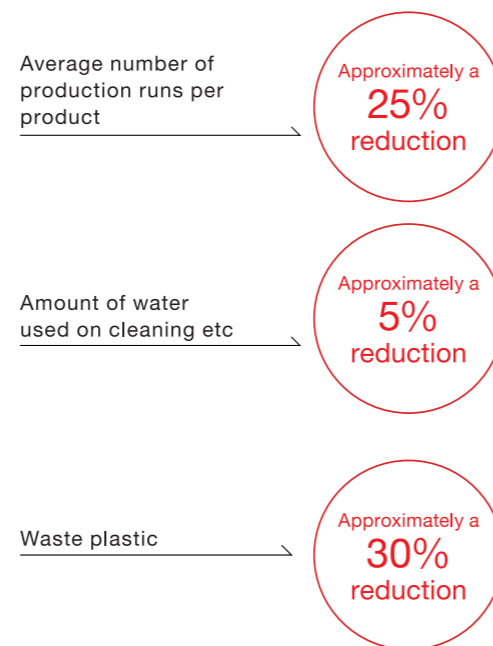 Average number of
production runs per
product
Approximately a
25%
reduction
Amount of water
used on cleaning etc
Approximately a
5%
reduction
Waste plastic
Approximately a
30%
reduction